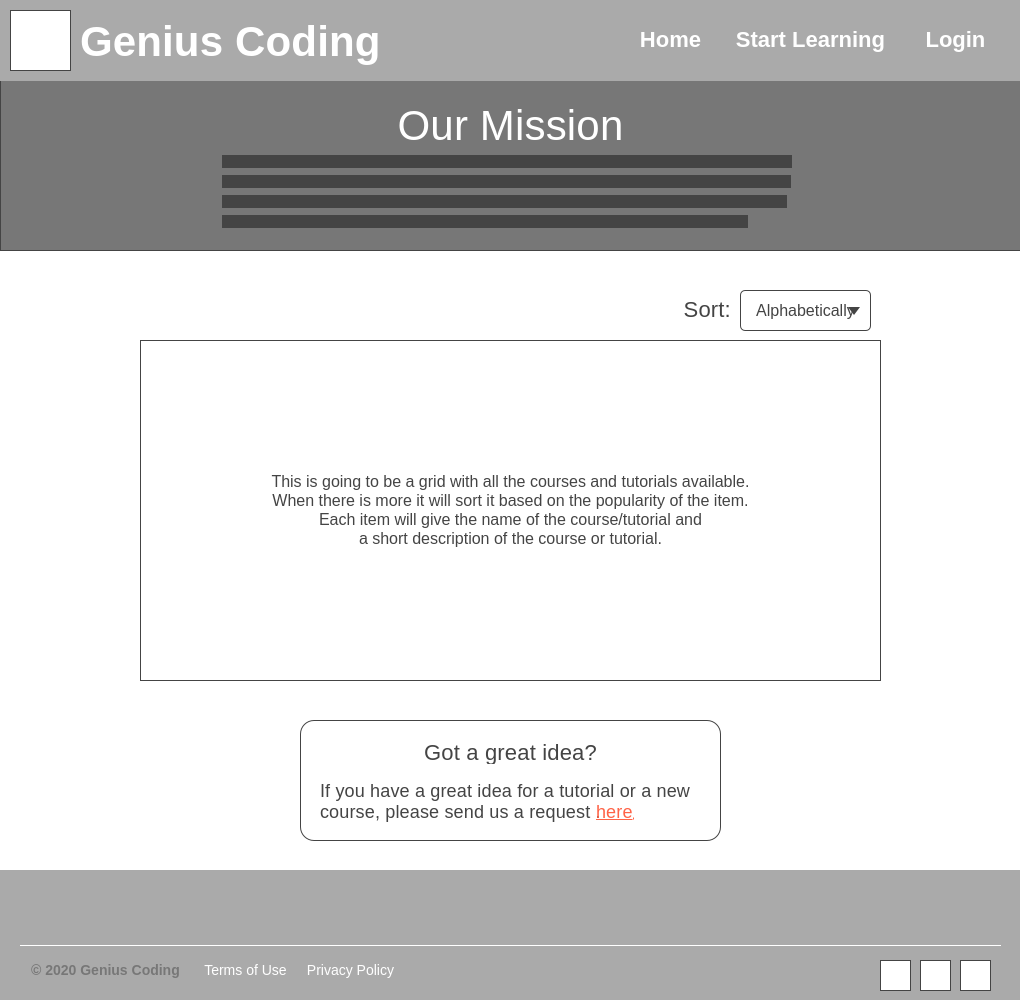 Genius Coding
Home Start Learning Login
Our Mission
Sort: Alphabetically
This is going to be a grid with all the courses and tutorials available.
When there is more it will sort it based on the popularity of the item.
Each item will give the name of the course/tutorial and
a short description of the course or tutorial.
Got a great idea?
If you have a great idea for a tutorial or a new
course, please send us a request here.
© 2020 Genius Coding Terms of Use Privacy Policy